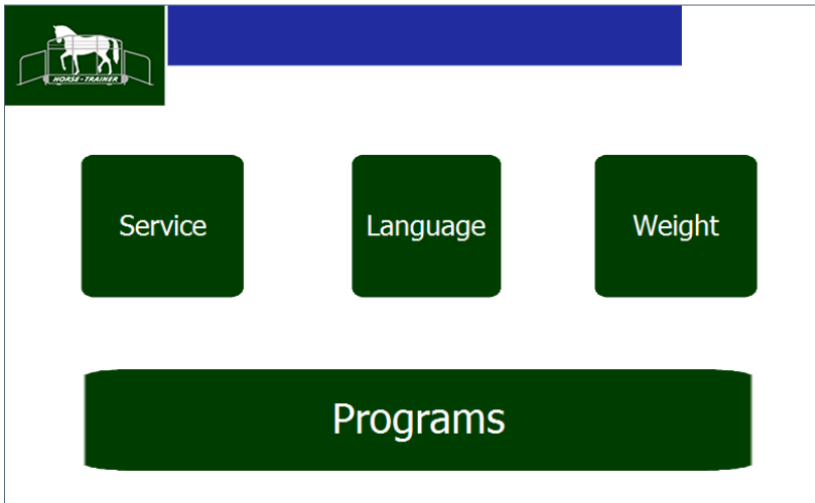 HORSE-TRAINER
Service
Language
Weight
Programs